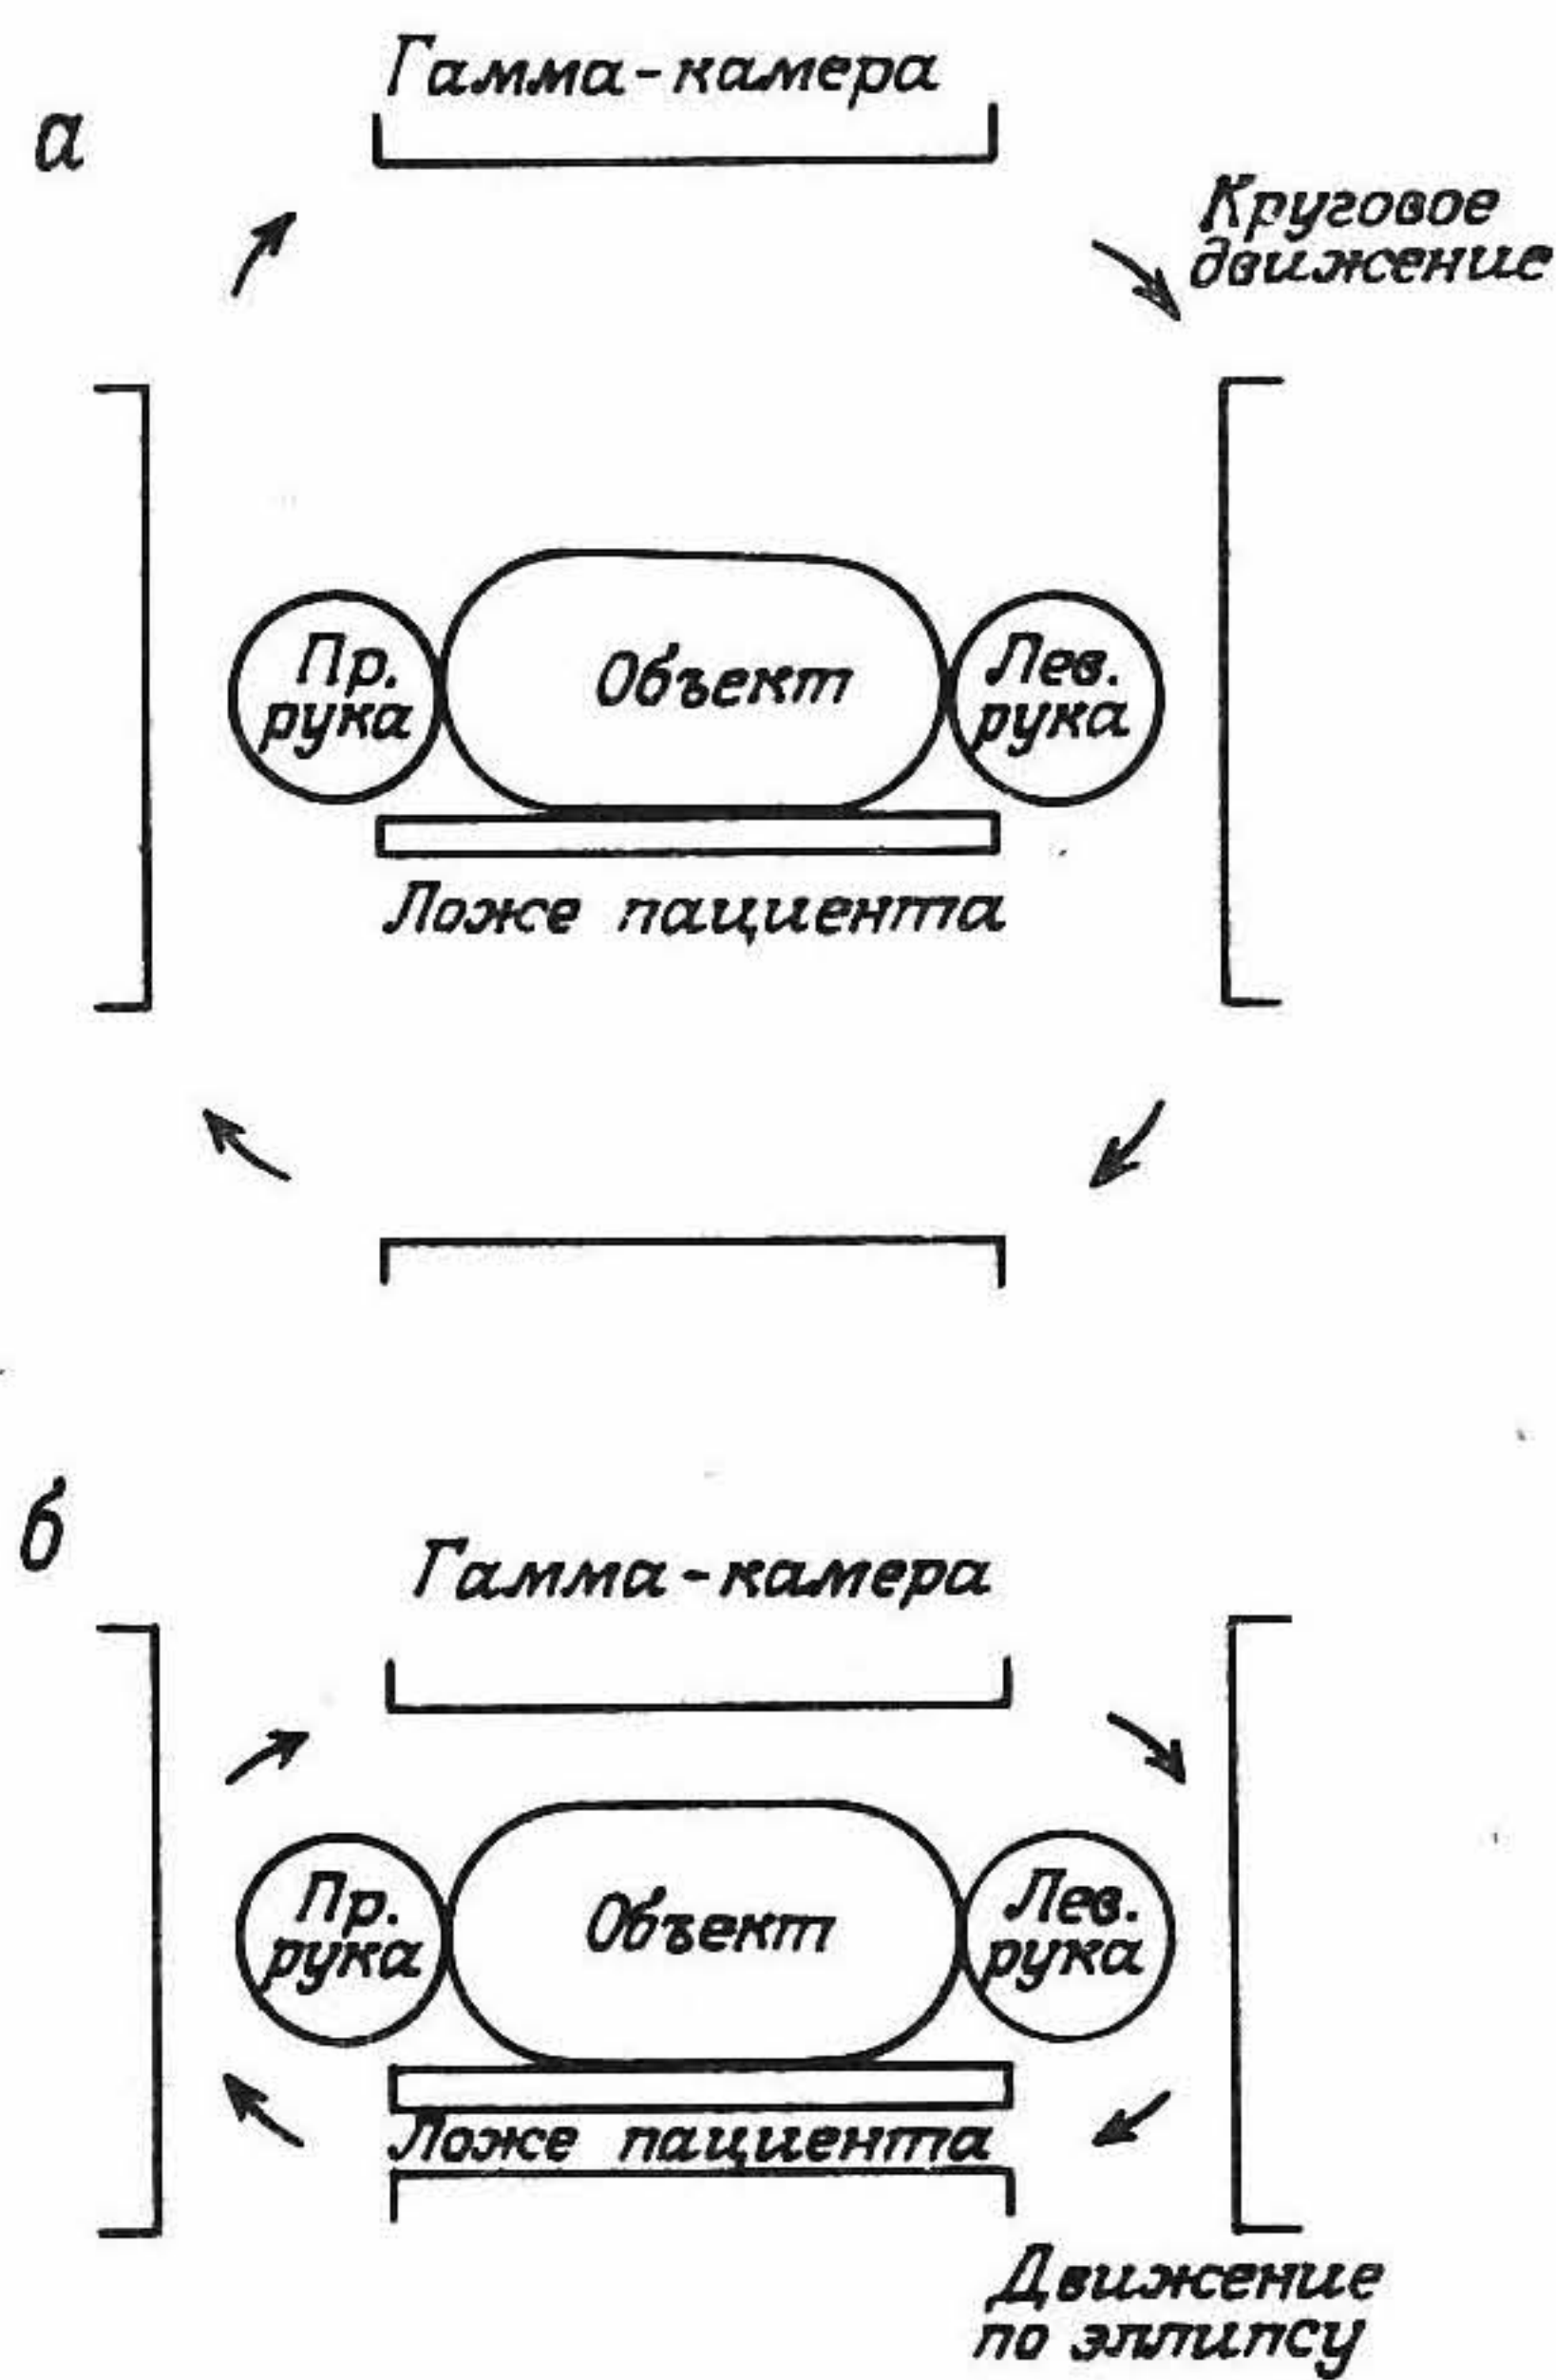 Гамма-камера
а
Круговое
движение
Пр.
рука
Объект
Лев.
рука
Ложе пациента
б
Гамма-камера
Пр.
рука
Объект
Лев.
рука
Ложе пациента
Движение
по эллипсу